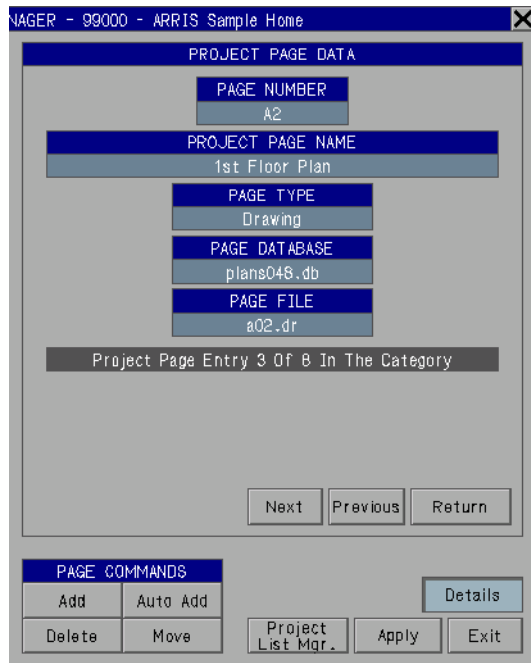 NAGER - 99000 - ARRIS Sample Home
PROJECT PAGE DATA
PAGE NUMBER
A2
PROJECT PAGE NAME
1st Floor Plan
PAGE TYPE
Drawing
PAGE DATABASE
plans048.db
PAGE FILE
a02.dr
Project Page Entry 3 Of 8 In The Category
Next Previous Return
PAGE COMMANDS
Add Auto Add Details
Delete Move Project List Mgr. Apply Exit